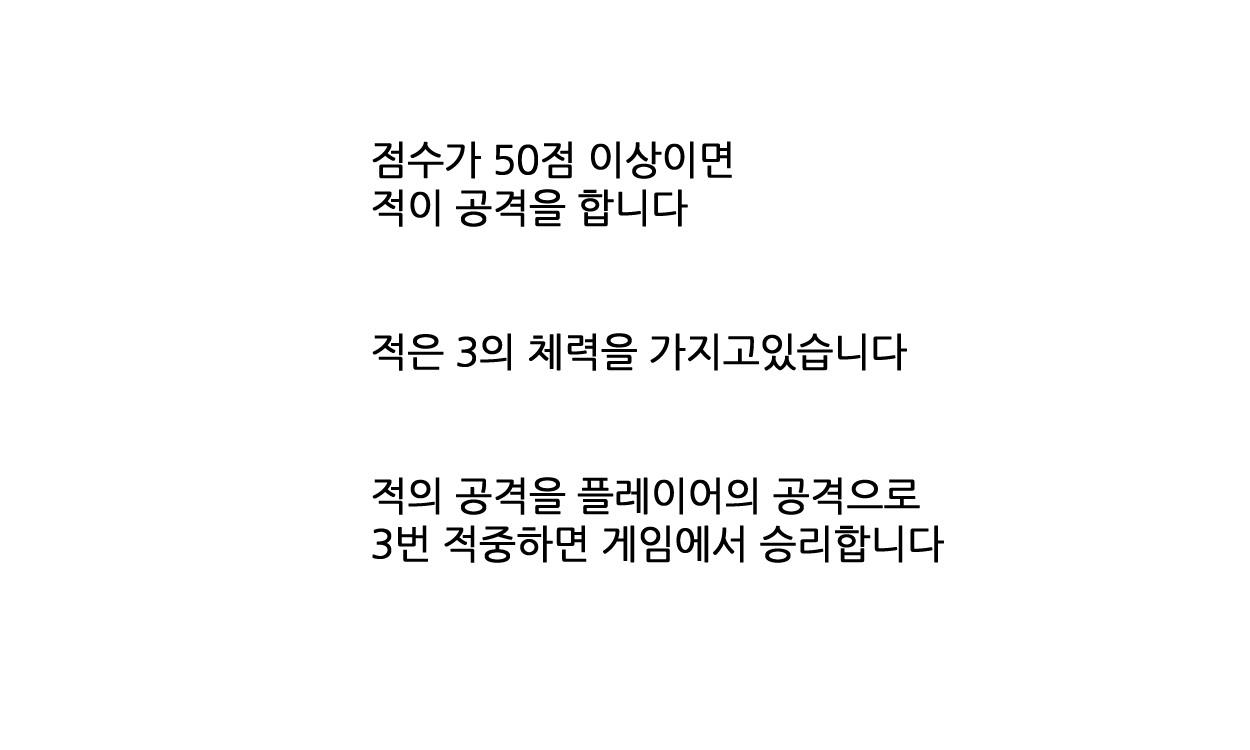 점수가 50점 이상이면
적이 공격을 합니다
적은 3의 체력을 가지고있습니다
적의 공격을 플레이어의 공격으로
3번 적중하면 게임에서 승리합니다